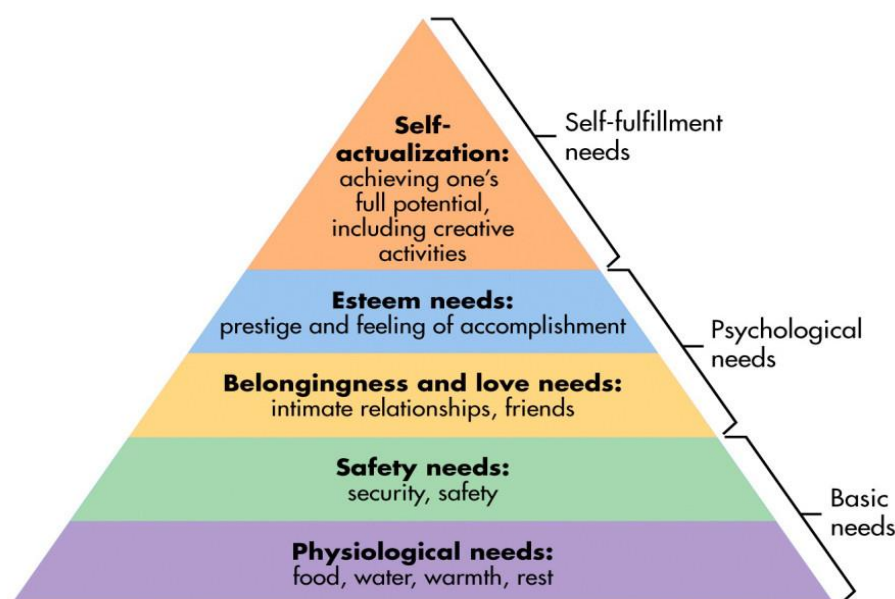 Self-
actualization:
achieving one's
full potential,
including creative
activities
Self-fulfillment
needs
Esteem needs:
prestige and feeling of accomplishment
Psychological
needs
Belongingness and love needs:
intimate relationships, friends
Safety needs:
security, safety
Basic
needs
Physiological needs:
food, water, warmth, rest